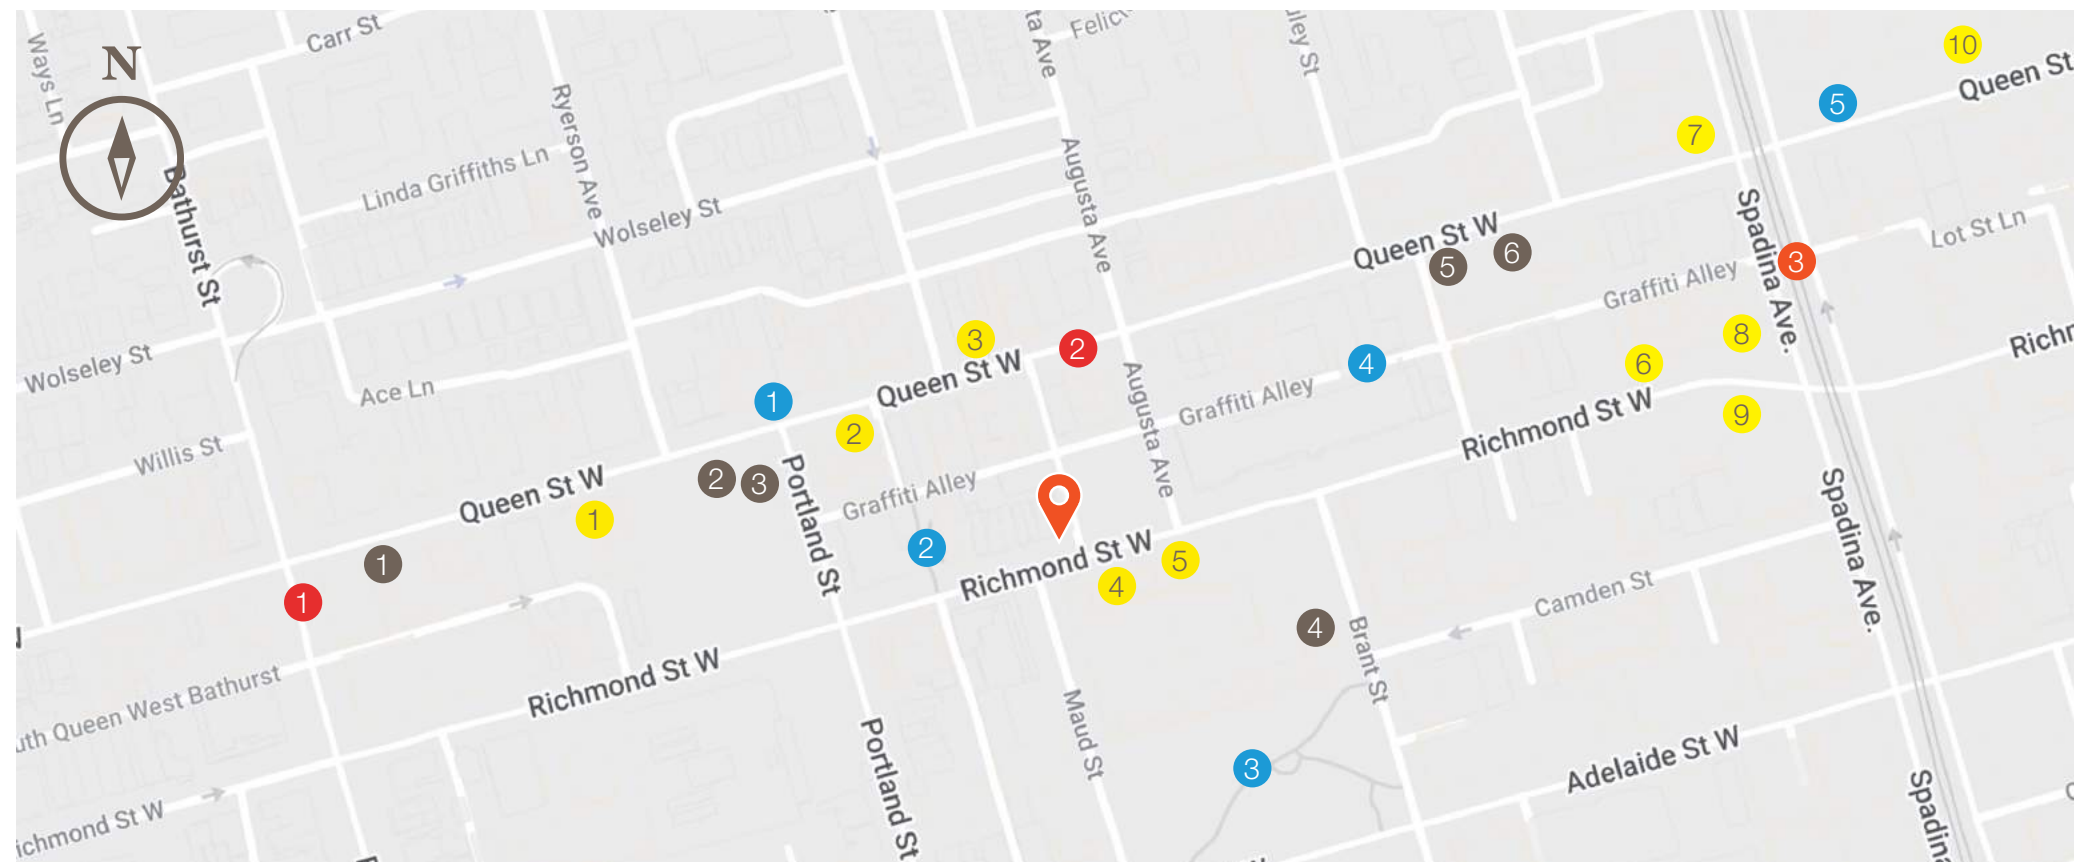 Carr St
Felic
Ways Ln
ta Ave
uley St
N
10
Queen St
5
7
Ryerson Ave
Linda Griffiths Ln
Augusta Ave
Bathurst St
Wolseley St
Spadina Ave.
Queen St W
Lot St Ln
6
5
3
Graffiti Alley
3
2
8
Wolseley St
Queen St W
4
6
Richr
Ace Ln
1
Graffiti Alley
9
2
Augusta Ave
Richmond St W
Willis St
2
3
Portland St
Queen St W
Graffiti Alley
1
Spadina Ave.
2
Richmond St W
5
1
4
Camden St
1
4
Brant St
Richmond St W
uth Queen West Bathurst
Maud St
Portland St
3
Adelaide St W
Spadina
ichmond St W